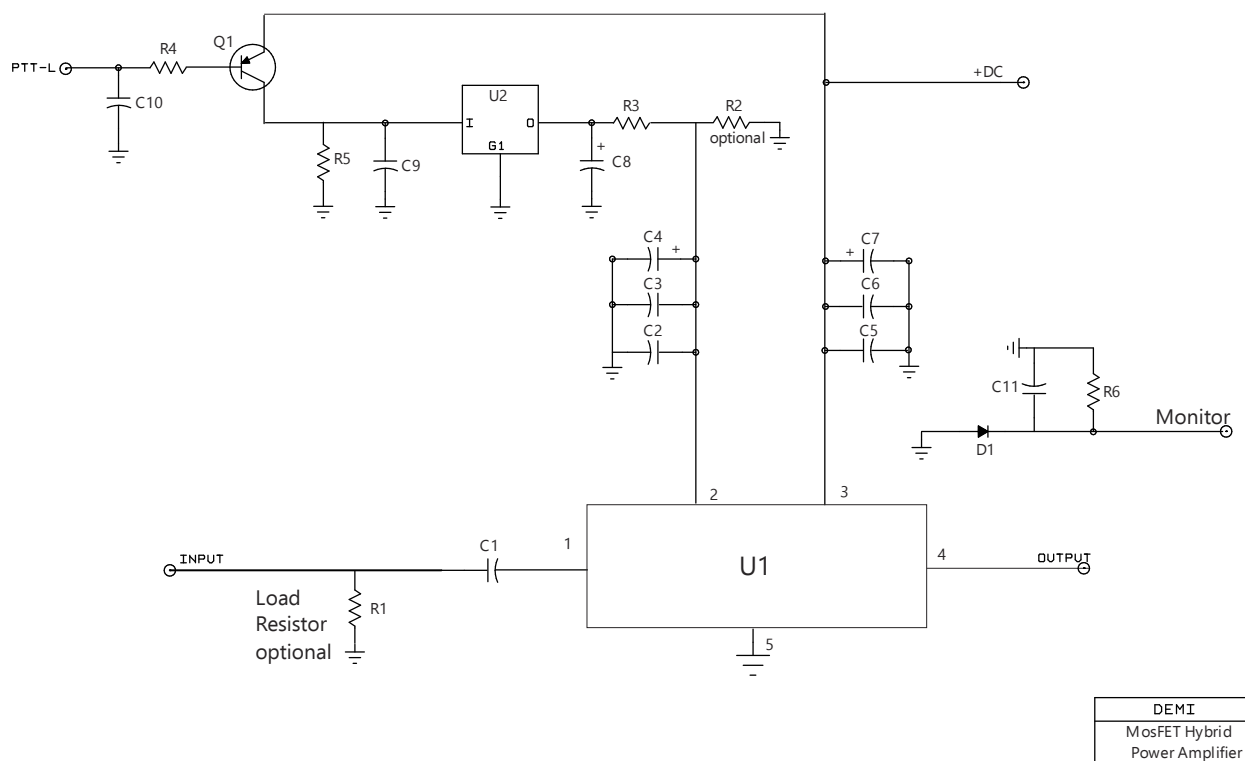 Q1
R4
PTT-L
C10
+DC
U2
I
O
G1
R3
R2
optional
+
R5
C9
C8
C4
+
C3
C2
C7
+
C6
C5
C11
R6
Monitor
D1
2
3
INPUT
C1
1
U1
4
OUTPUT
Load
Resistor
optional
R1
5
DEMI
MosFET Hybrid
Power Amplifier